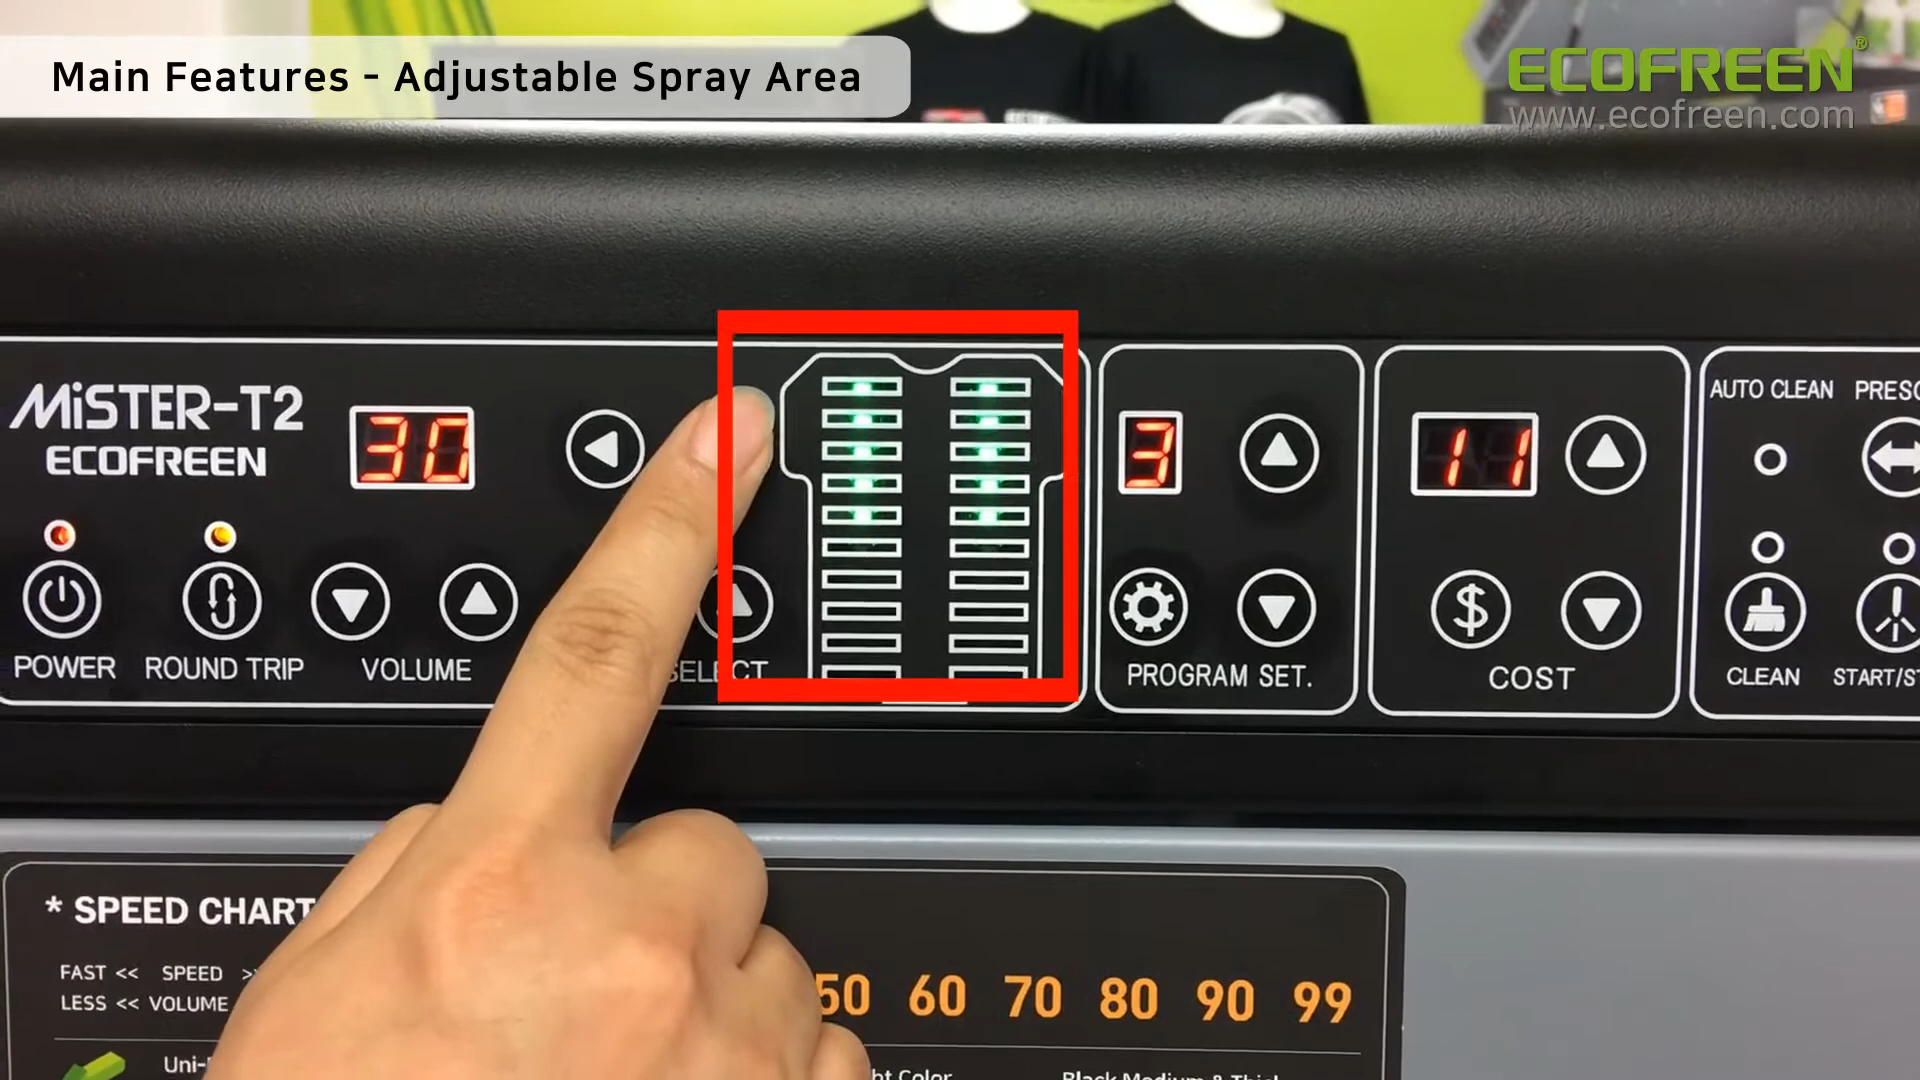 Main Features - Adjustable Spray Area
ECOFREEN®
www.ecofreen.com
MiSTER-T2
ECOFREEN
30
3
11
AUTO CLEAN
POWER
ROUND TRIP
VOLUME
SELECT
PROGRAM SET.
$
COST
CLEAN
* SPEED CHART
FAST << SPEED >>
LESS << VOLUME
50 60 70 80 90 99